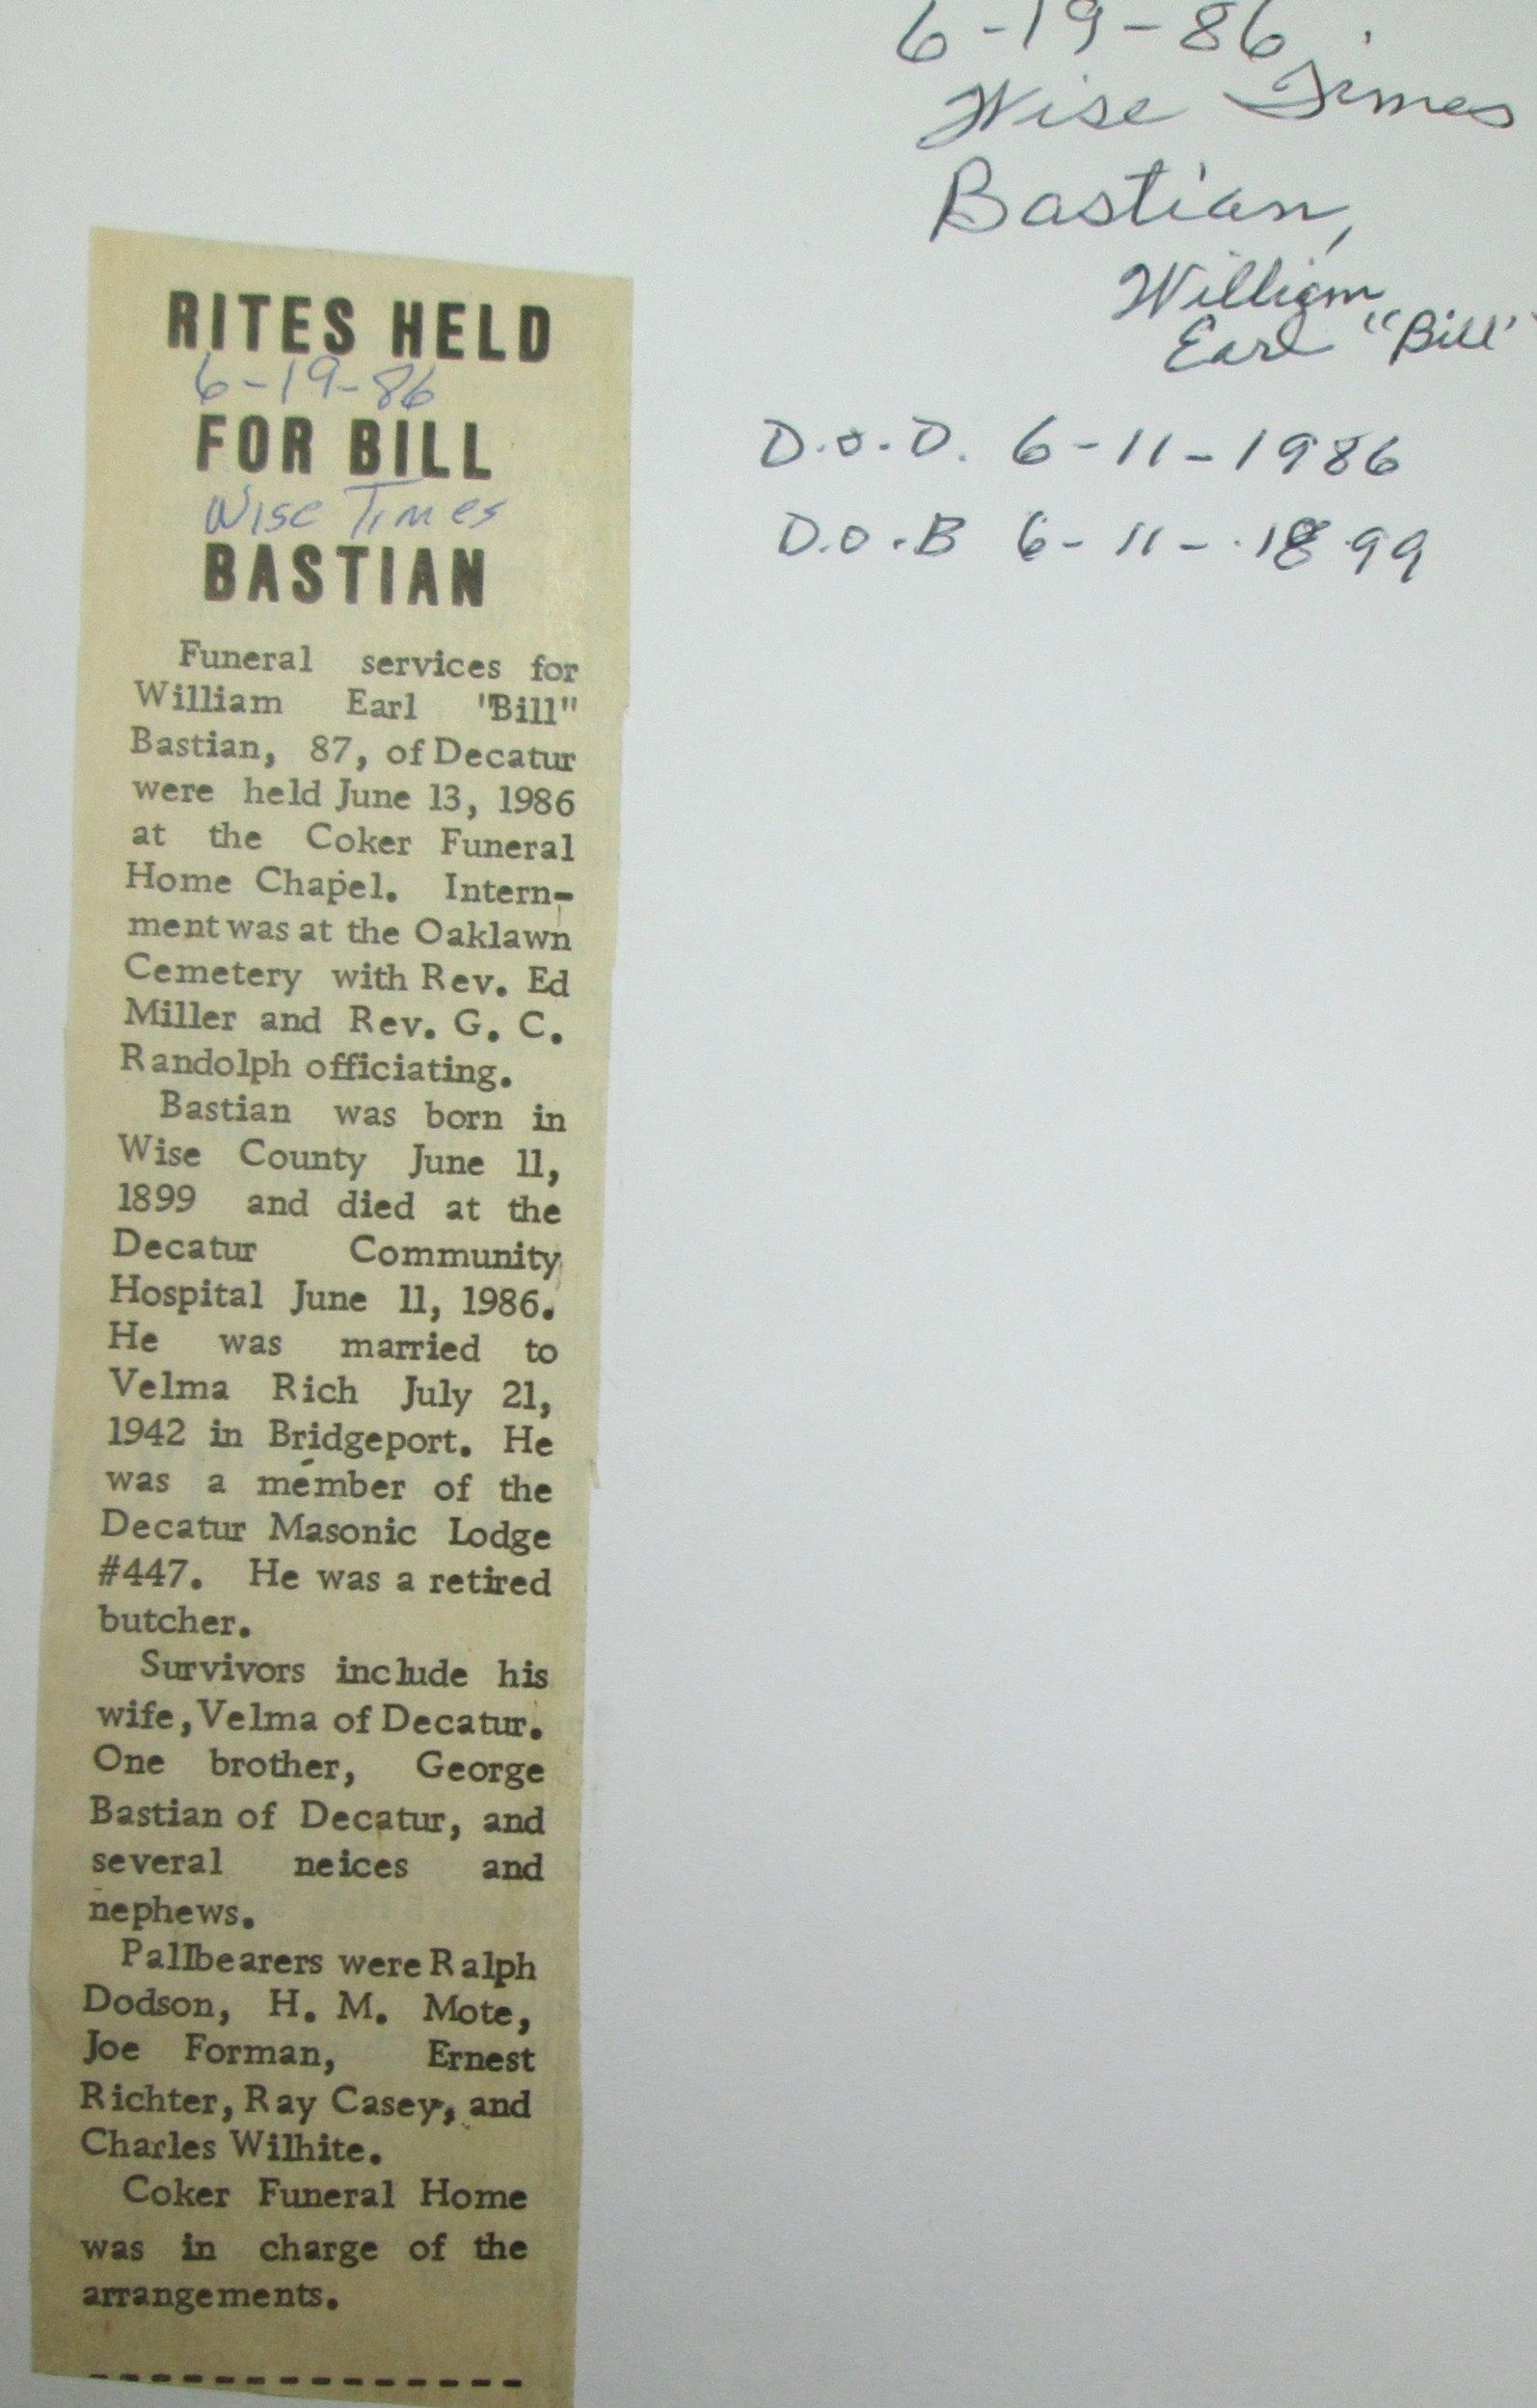 6-19-86
Wise Times
Bastian,
William
Earl "Bill"
D.O.D. 6-11-1986
D.O.B 6-11-1899
RITES HELD
6-19-86
FOR BILL
Wise Times
BASTIAN
Funeral services for
William Earl "Bill"
Bastian, 87, of Decatur
were held June 13, 1986
at the Coker Funeral
Home Chapel. Intern-
ment was at the Oaklawn
Cemetery with Rev. Ed
Miller and Rev. G. C.
Randolph officiating.
Bastian was born in
Wise County June 11,
1899 and died at the
Decatur Community
Hospital June 11, 1986.
He was married to
Velma Rich July 21,
1942 in Bridgeport. He
was a member of the
Decatur Masonic Lodge
#447. He was a retired
butcher.
Survivors include his
wife, Velma of Decatur.
One brother, George
Bastian of Decatur, and
several neices and
nephews.
Pallbearers were Ralph
Dodson, H. M. Mote,
Joe Forman, Ernest
Richter, Ray Casey, and
Charles Wilhite.
Coker Funeral Home
was in charge of the
arrangements.